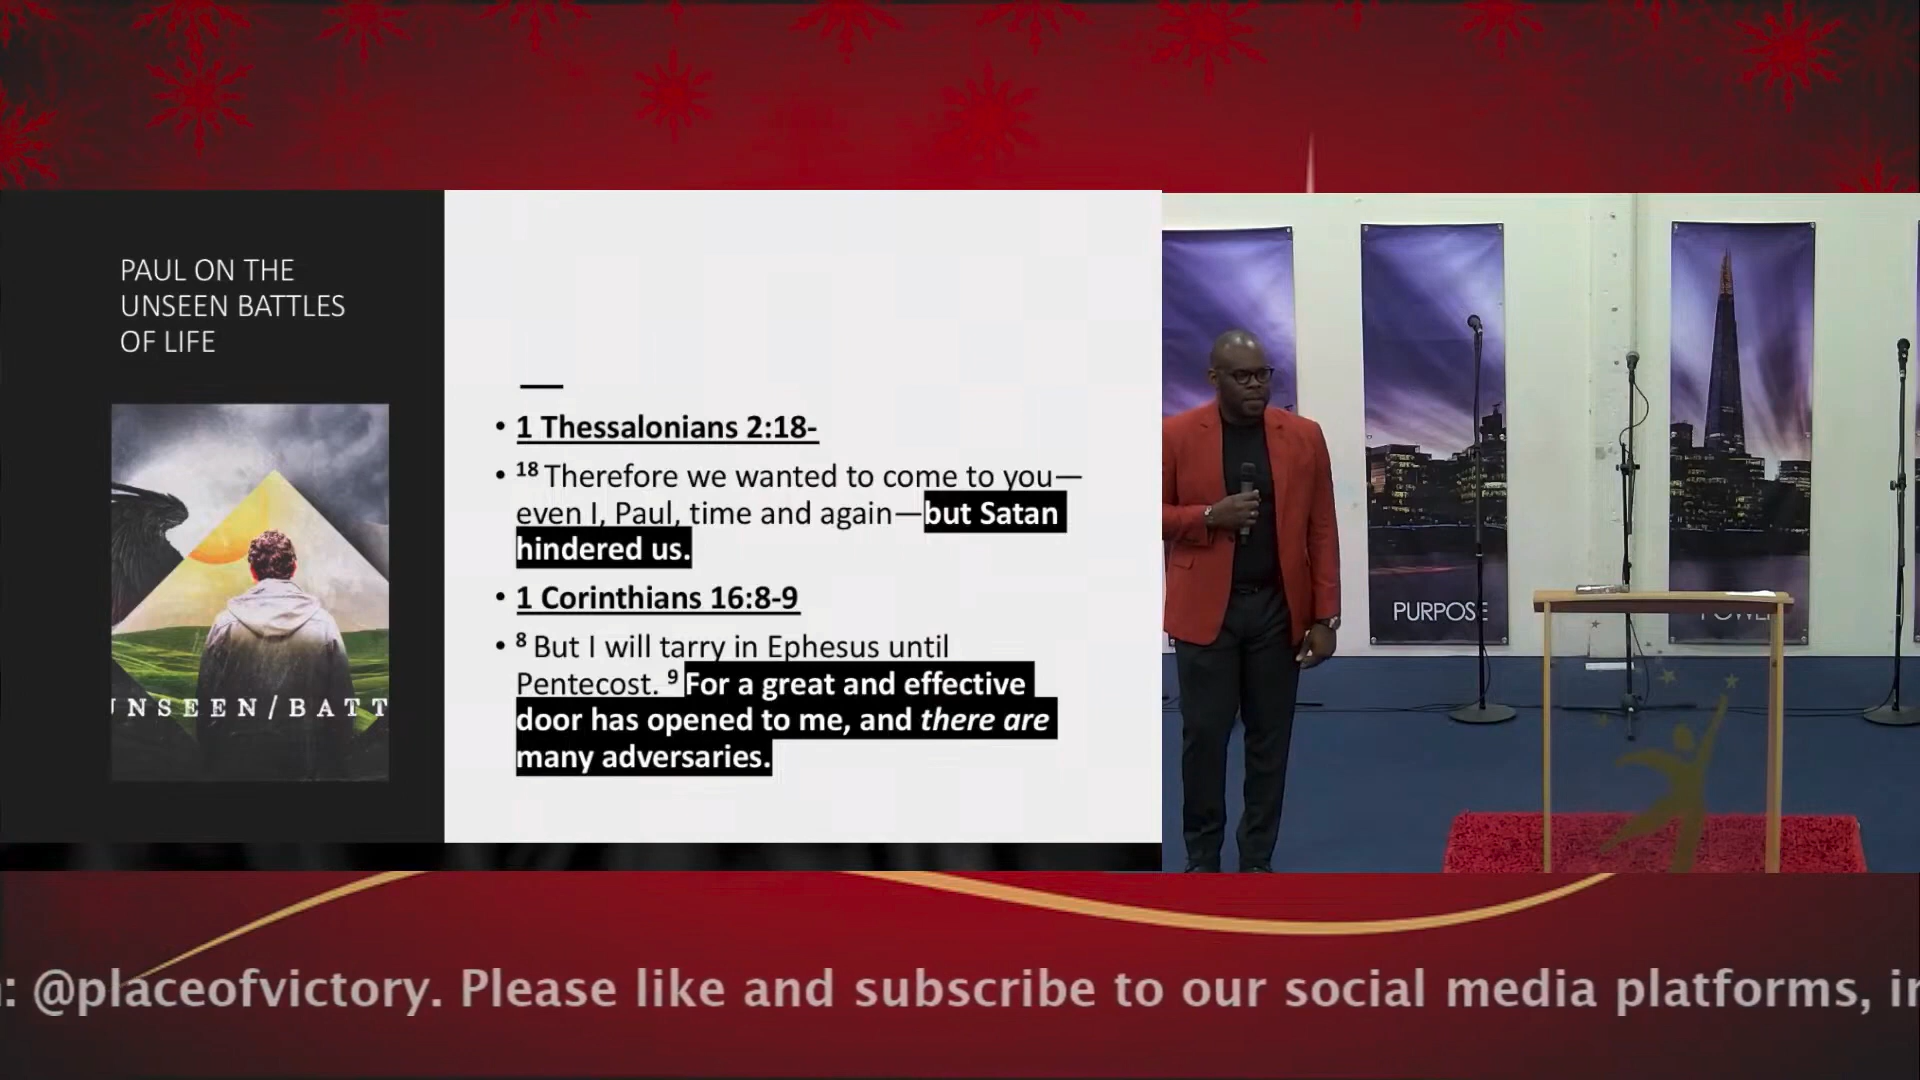 PAUL ON THE
UNSEEN BATTLES
OF LIFE
NSEEN/BATT
• 1 Thessalonians 2:18-
• 18 Therefore we wanted to come to you—
even I, Paul, time and again—but Satan
hindered us.
• 1 Corinthians 16:8-9
• 8 But I will tarry in Ephesus until
Pentecost. 9 For a great and effective
door has opened to me, and there are
many adversaries.
PURPOSE
POWER
: @placeofvictory. Please like and subscribe to our social media platforms, in